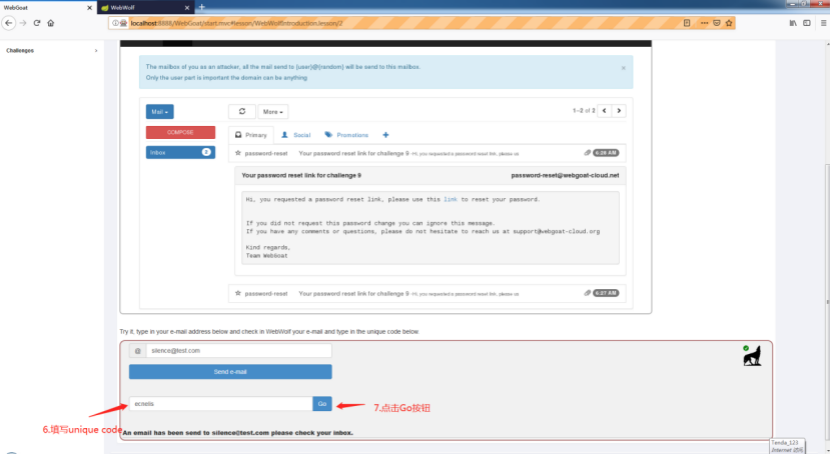 WebGoat
WebWolf
localhost:8888/WebGoat/start.mvc#lesson/WebWolfIntroduction.lesson/2
Challenges
The mailbox of you as an attacker, all the mail send to {user}@{random} will be send to this mailbox.
Only the user part is important the domain can be anything
Mail
More
1-2 of 2
COMPOSE
Primary
Social
Promotions
Inbox 2
password-reset Your password reset link for challenge 9 -Hi, you requested a password reset link, please us 6:28 AM
Your password reset link for challenge 9 password-reset@webgoat-cloud.net
Hi, you requested a password reset link, please use this link to reset your password.
If you did not request this password change you can ignore this message.
If you have any comments or questions, please do not hesitate to reach us at support@webgoat-cloud.org
Kind regards,
Team WebGoat
password-reset Your password reset link for challenge 9 -Hi, you requested a password reset link, please us 6:27 AM
Try it, type in your e-mail address below and check in WebWolf your e-mail and type in the unique code below.
@ silence@test.com
Send e-mail
ecnelis Go
7.点击Go按钮
6.填写unique code
An email has been send to silence@test.com please check your inbox.
Tenda_123
Internet 访问